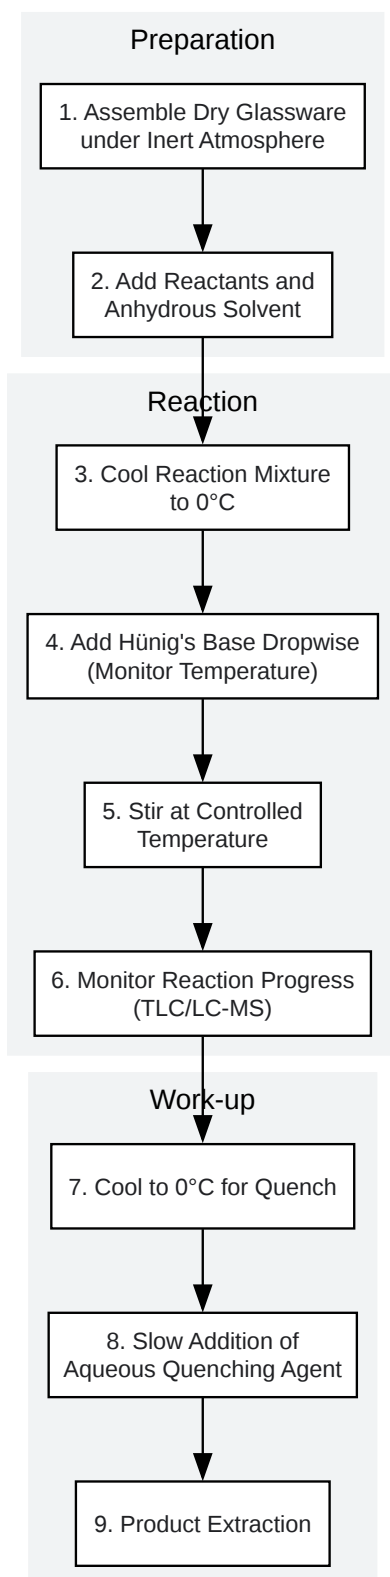 Preparation
1. Assemble Dry Glassware
under Inert Atmosphere
2. Add Reactants and
Anhydrous Solvent
Reaction
3. Cool Reaction Mixture
to 0°C
4. Add Hünig's Base Dropwise
(Monitor Temperature)
5. Stir at Controlled
Temperature
6. Monitor Reaction Progress
(TLC/LC-MS)
Work-up
7. Cool to 0°C for Quench
8. Slow Addition of
Aqueous Quenching Agent
9. Product Extraction